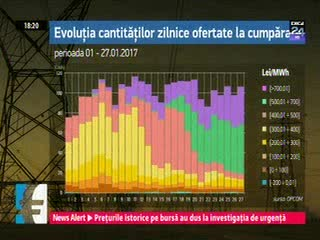 18:20
DIGI 24
Evoluția cantităților zilnice ofertate la cumpărare
perioada 01 - 27.01.2017
Lei/MWh
[>700,01]
[500,01 ÷ 700]
[400,01 ÷ 500]
[300,01 ÷ 400]
[200,01 ÷ 300]
[100,01 ÷ 200]
[0 ÷ 100]
[-200 ÷ 0,01]
sursa OPCOM
News Alert Prețurile istorice pe bursă au dus la investigația de urgență